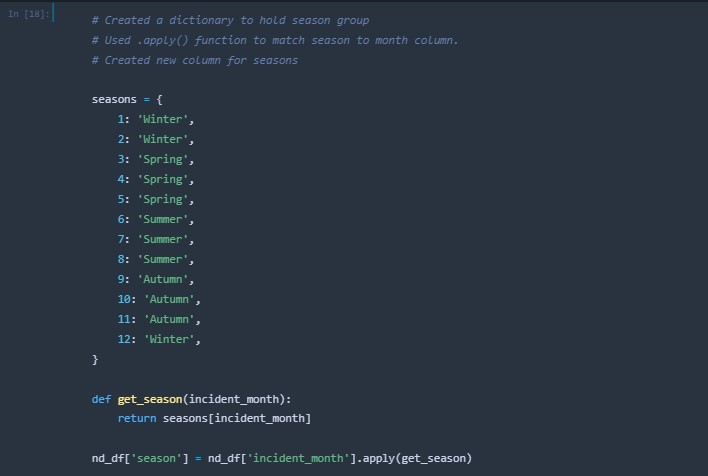 In [18]:
# Created a dictionary to hold season group
# Used .apply() function to match season to month column.
# Created new column for seasons
seasons = {
    1: 'Winter',
    2: 'Winter',
    3: 'Spring',
    4: 'Spring',
    5: 'Spring',
    6: 'Summer',
    7: 'Summer',
    8: 'Summer',
    9: 'Autumn',
    10: 'Autumn',
    11: 'Autumn',
    12: 'Winter',
}
def get_season(incident_month):
    return seasons[incident_month]
nd_df['season'] = nd_df['incident_month'].apply(get_season)